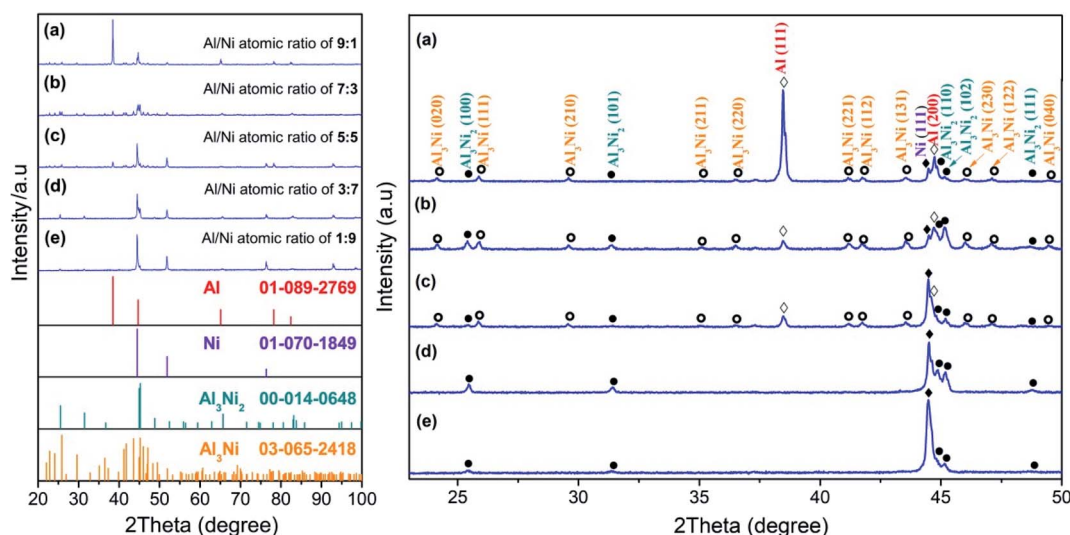 Intensity/a.u
(a)
Al/Ni atomic ratio of 9:1
(b)
Al/Ni atomic ratio of 7:3
(c)
Al/Ni atomic ratio of 5:5
(d)
Al/Ni atomic ratio of 3:7
(e)
Al/Ni atomic ratio of 1:9
Al 01-089-2769
Ni 01-070-1849
Al₃Ni₂ 00-014-0648
Al₃Ni 03-065-2418
20 30 40 50 60 70 80 90 100
2Theta (degree)
Intensity (a.u)
(a)
Al₃Ni (020)
Al₃Ni₂ (100)
Al₃Ni (111)
Al₃Ni (210)
Al₃Ni₂ (101)
Al₃Ni (211)
Al₃Ni (220)
Al (111)
Al₃Ni (221)
Al₃Ni (112)
Al₃Ni (131)
Ni (111)
Al (200)
Al₃Ni₂ (110)
Al₃Ni₂ (102)
Al₃Ni (230)
Al₃Ni (122)
Al₃Ni₂ (111)
Al₃Ni (040)
(b)
(c)
(d)
(e)
25 30 35 40 45 50
2Theta (degree)